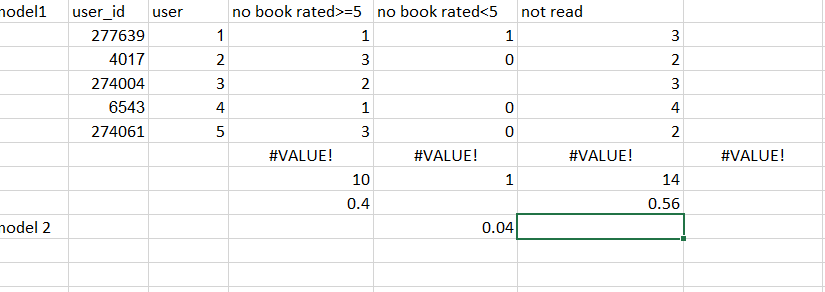 nodel1 user_id user no book rated>=5 no book rated<5 not read
277639 1 1 1 3
4017 2 3 0 2
274004 3 2 3
6543 4 1 0 4
274061 5 3 0 2
#VALUE! #VALUE! #VALUE! #VALUE!
10 1 14
0.4 0.56
nodel 2 0.04